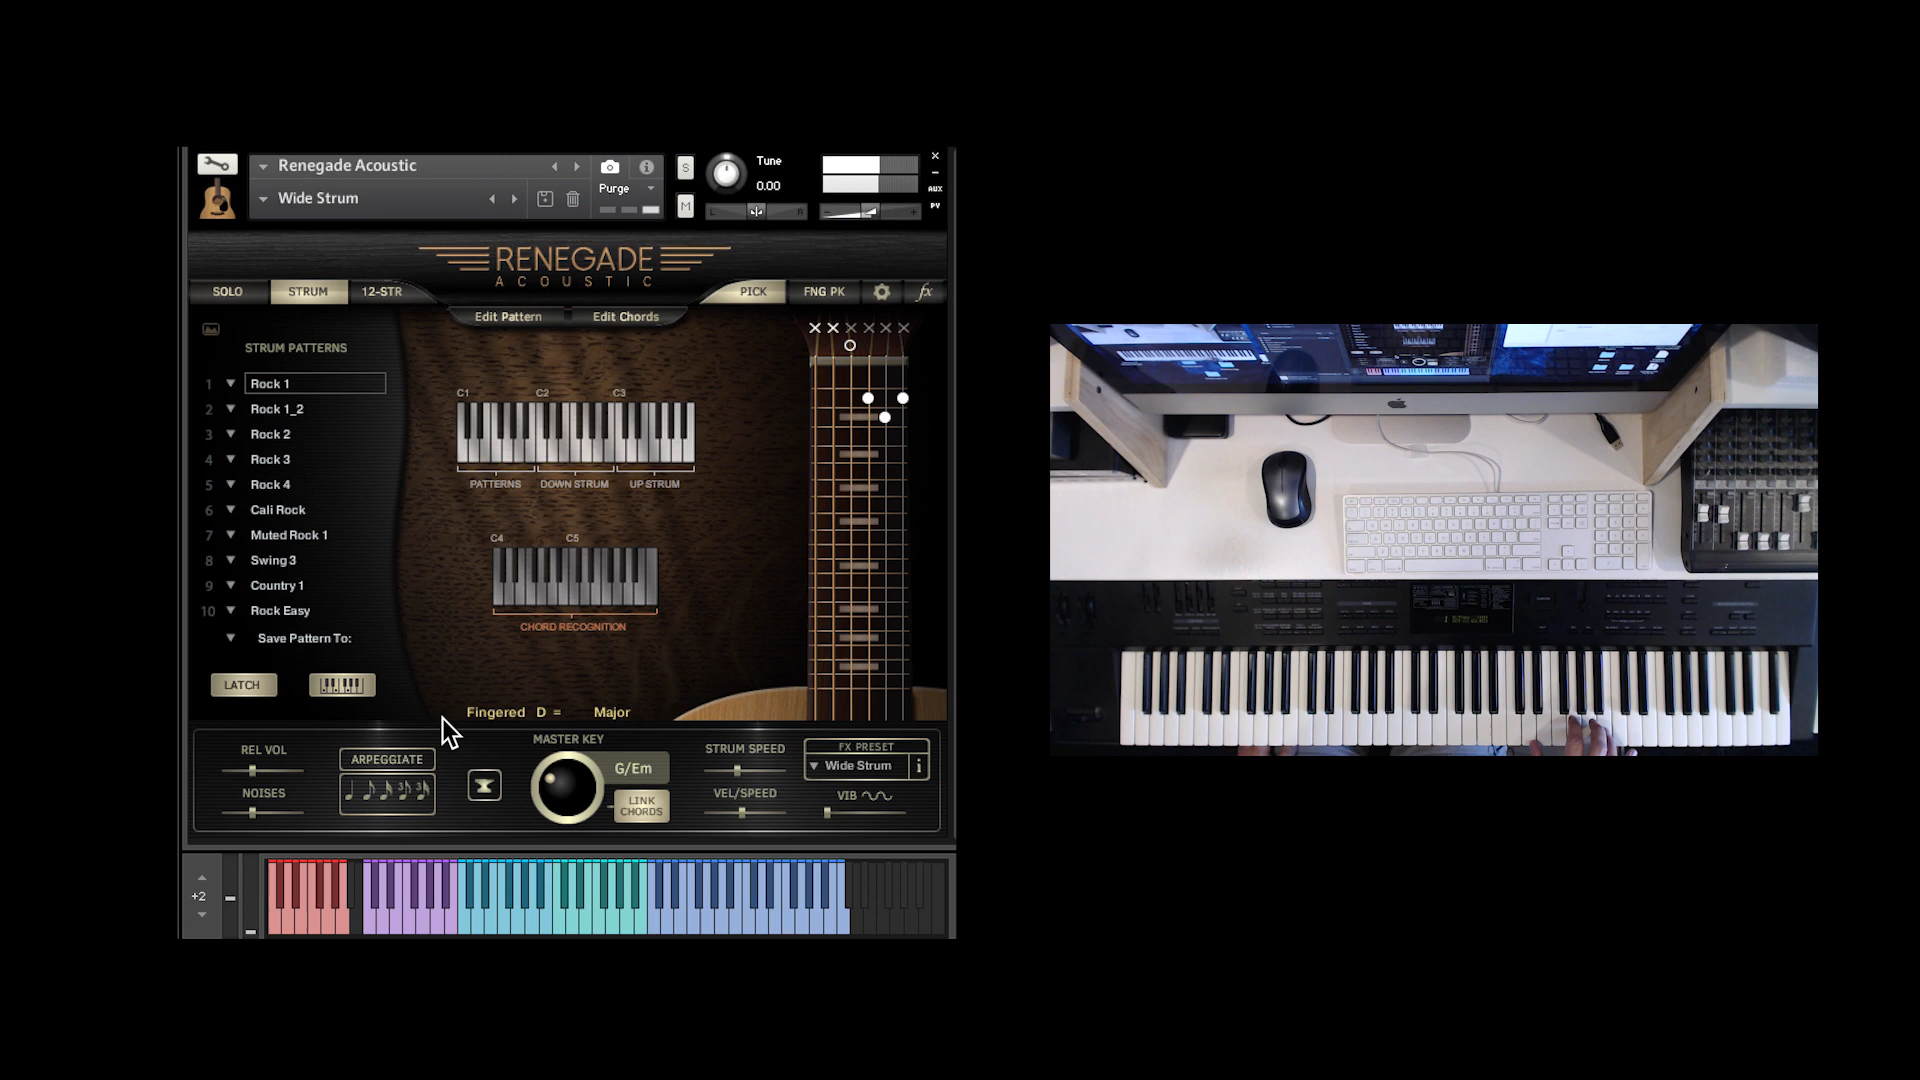 Renegade Acoustic
Wide Strum
Purge
S
M
Tune
0.00
L R
- +
AUX
PV
RENEGADE
ACOUSTIC
SOLO STRUM 12-STR PICK FNG PK fx
Edit Pattern Edit Chords
STRUM PATTERNS
1 Rock 1
2 Rock 1_2
3 Rock 2
4 Rock 3
5 Rock 4
6 Cali Rock
7 Muted Rock 1
8 Swing 3
9 Country 1
10 Rock Easy
Save Pattern To:
LATCH
C1 C2 C3
PATTERNS DOWN STRUM UP STRUM
C4 C5
CHORD RECOGNITION
Fingered D = Major
REL VOL
NOISES
ARPEGGIATE
3 3
MASTER KEY
G/Em
LINK
CHORDS
STRUM SPEED
VEL/SPEED
FX PRESET
Wide Strum i
VIB
+2